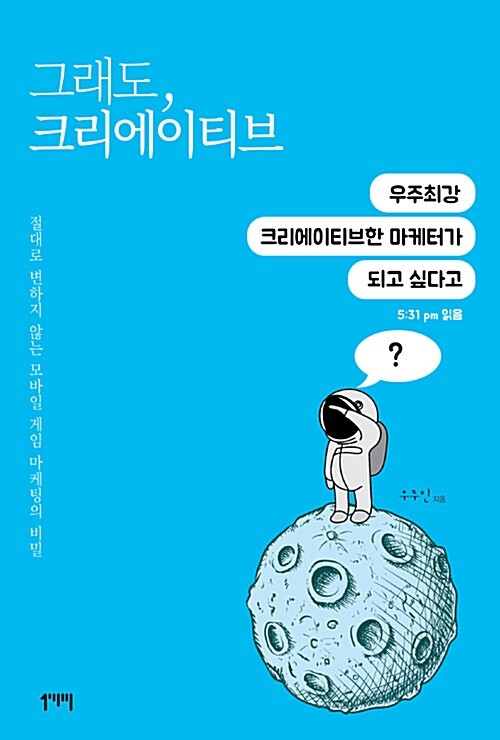 그래도,
크리에이티브
우주최강
크리에이티브한 마케터가
되고 싶다고
5:31 pm 읽음
?
절대로 변하지 않는 모바일 게임 마케팅의 비밀
우주인 지음